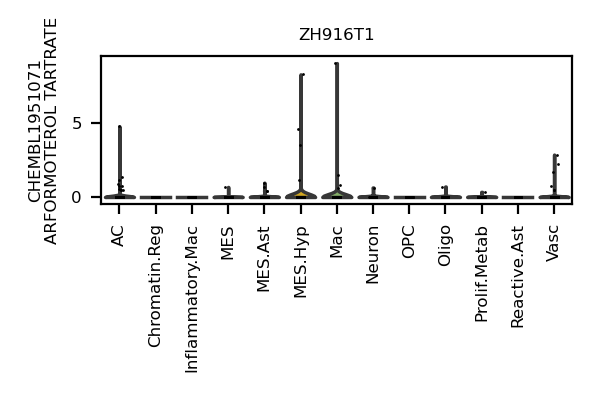 ZH916T1
CHEMBL1951071
ARFORMOTEROL TARTRATE
5
0
AC
Chromatin.Reg
Inflammatory.Mac
MES
MES.Ast
MES.Hyp
Mac
Neuron
OPC
Oligo
Prolif.Metab
Reactive.Ast
Vasc